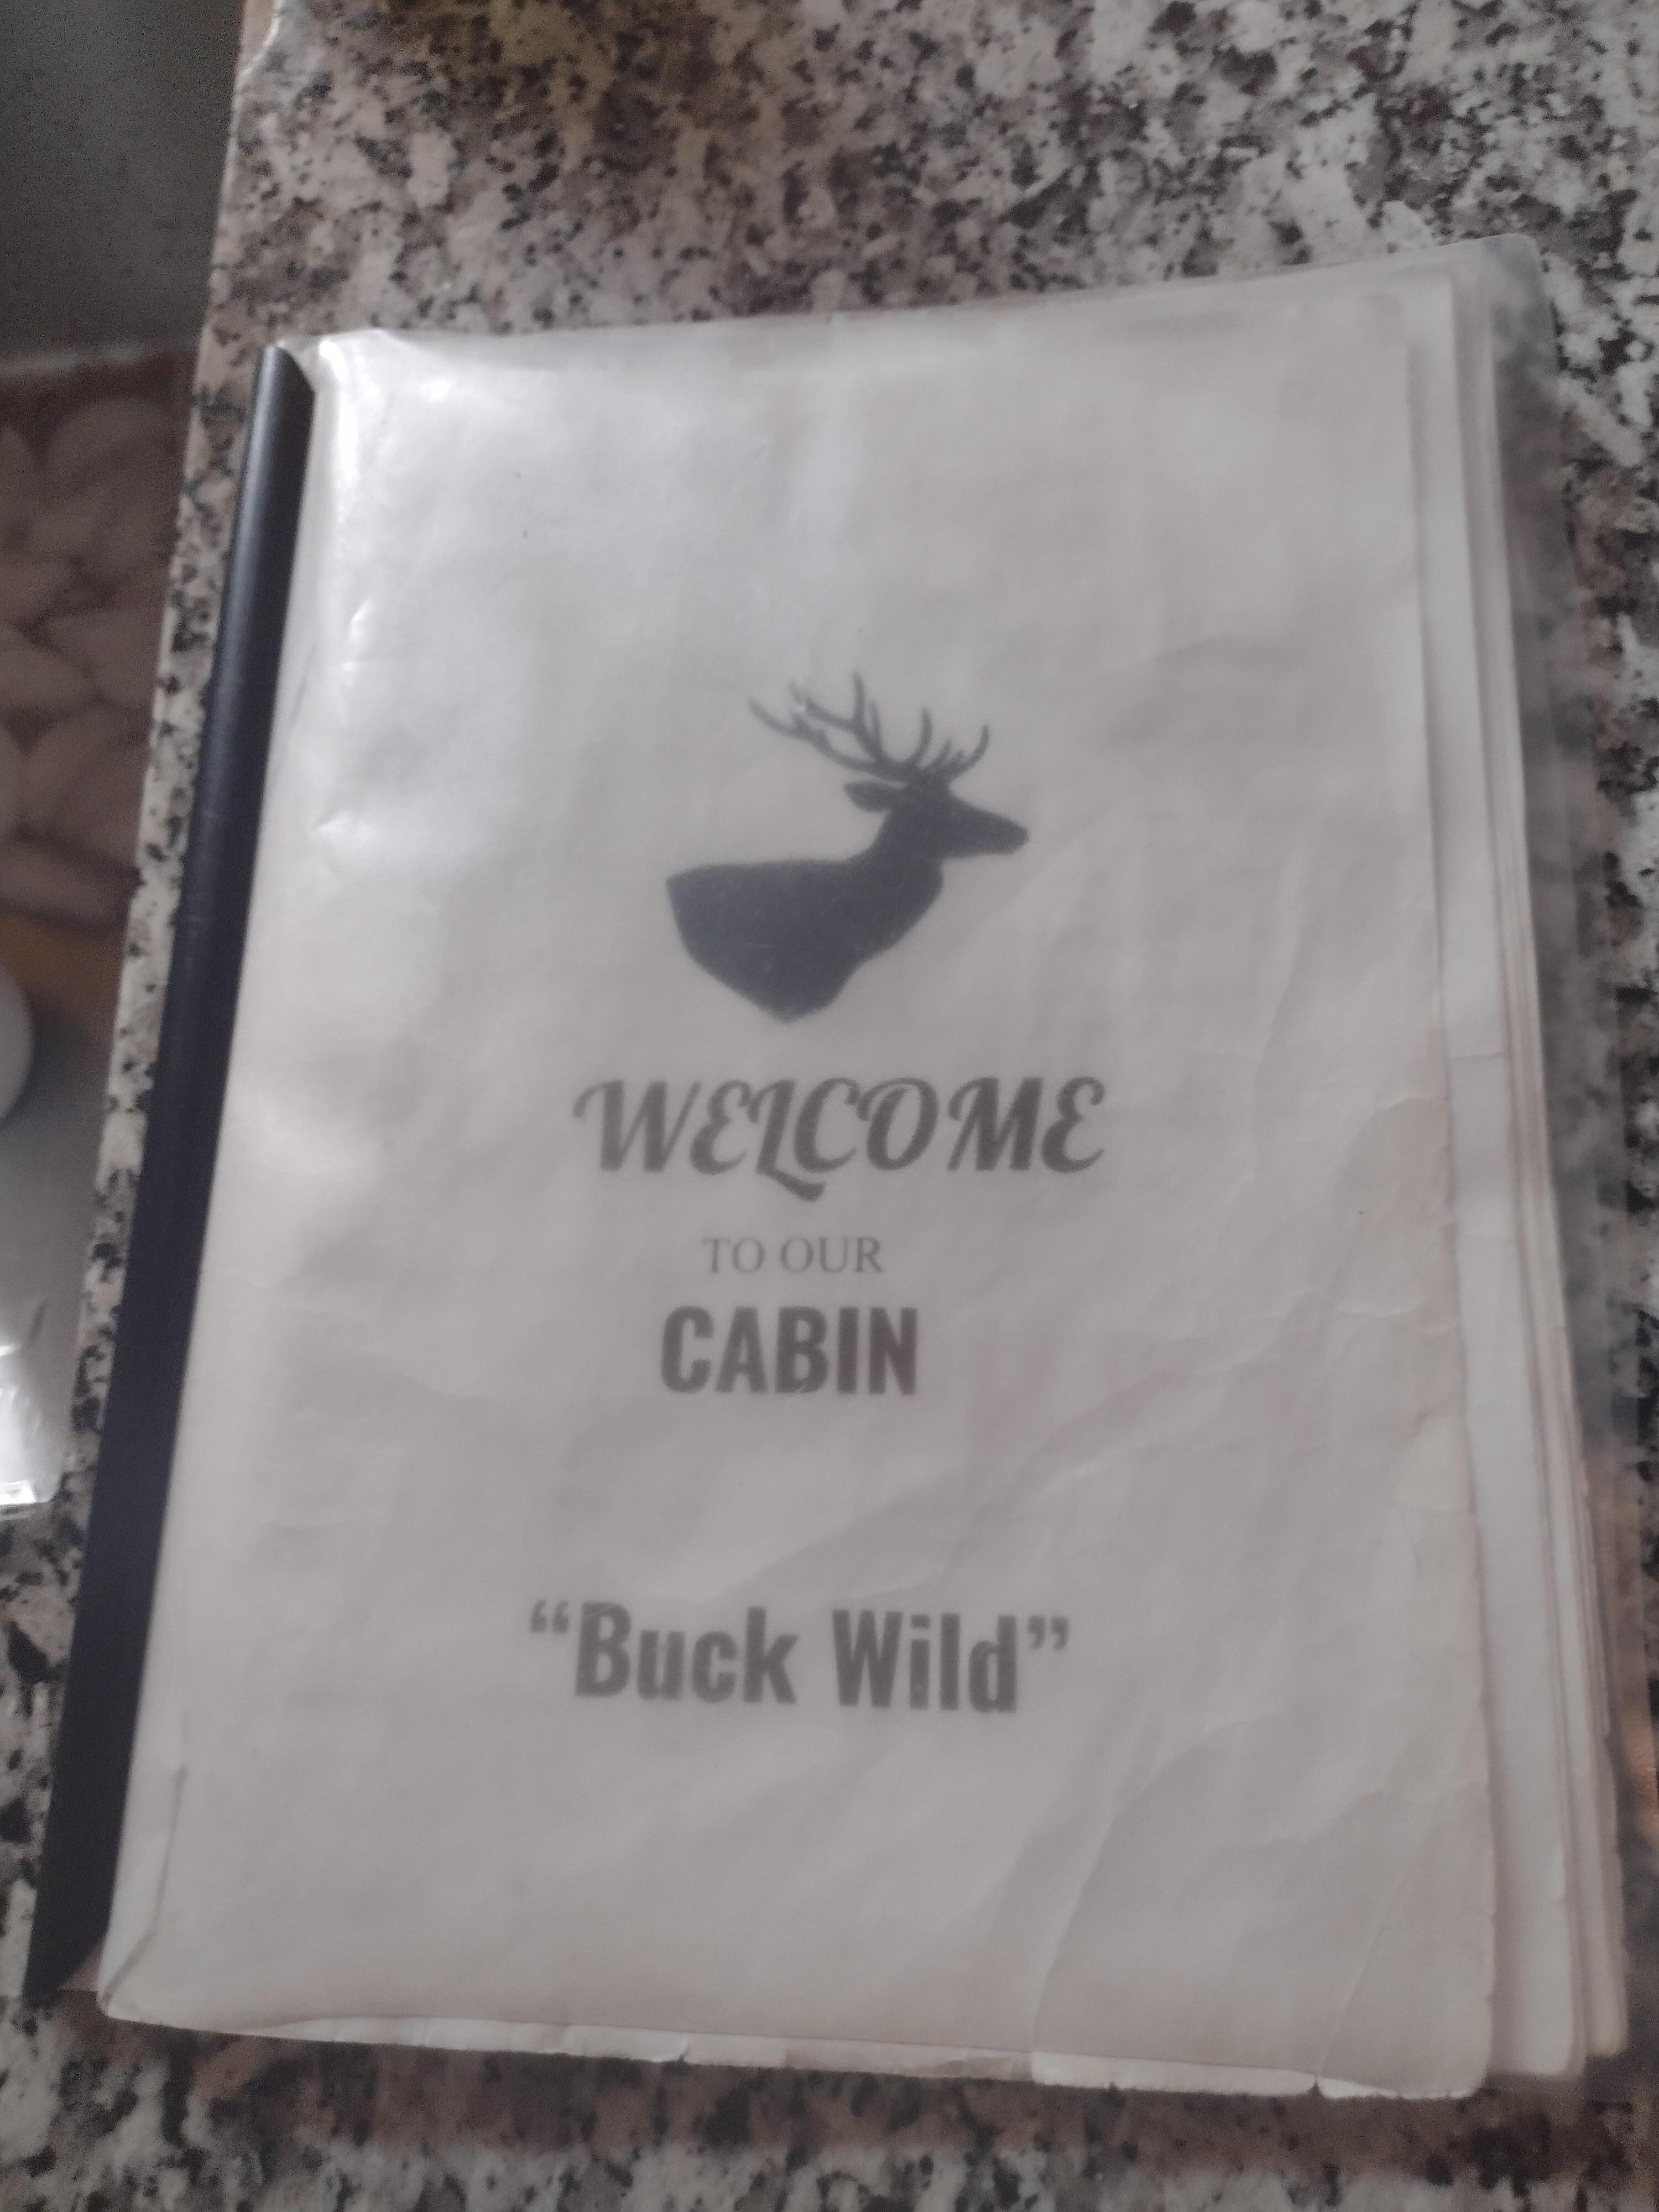 WELCOME
TO OUR
CABIN
“Buck Wild”